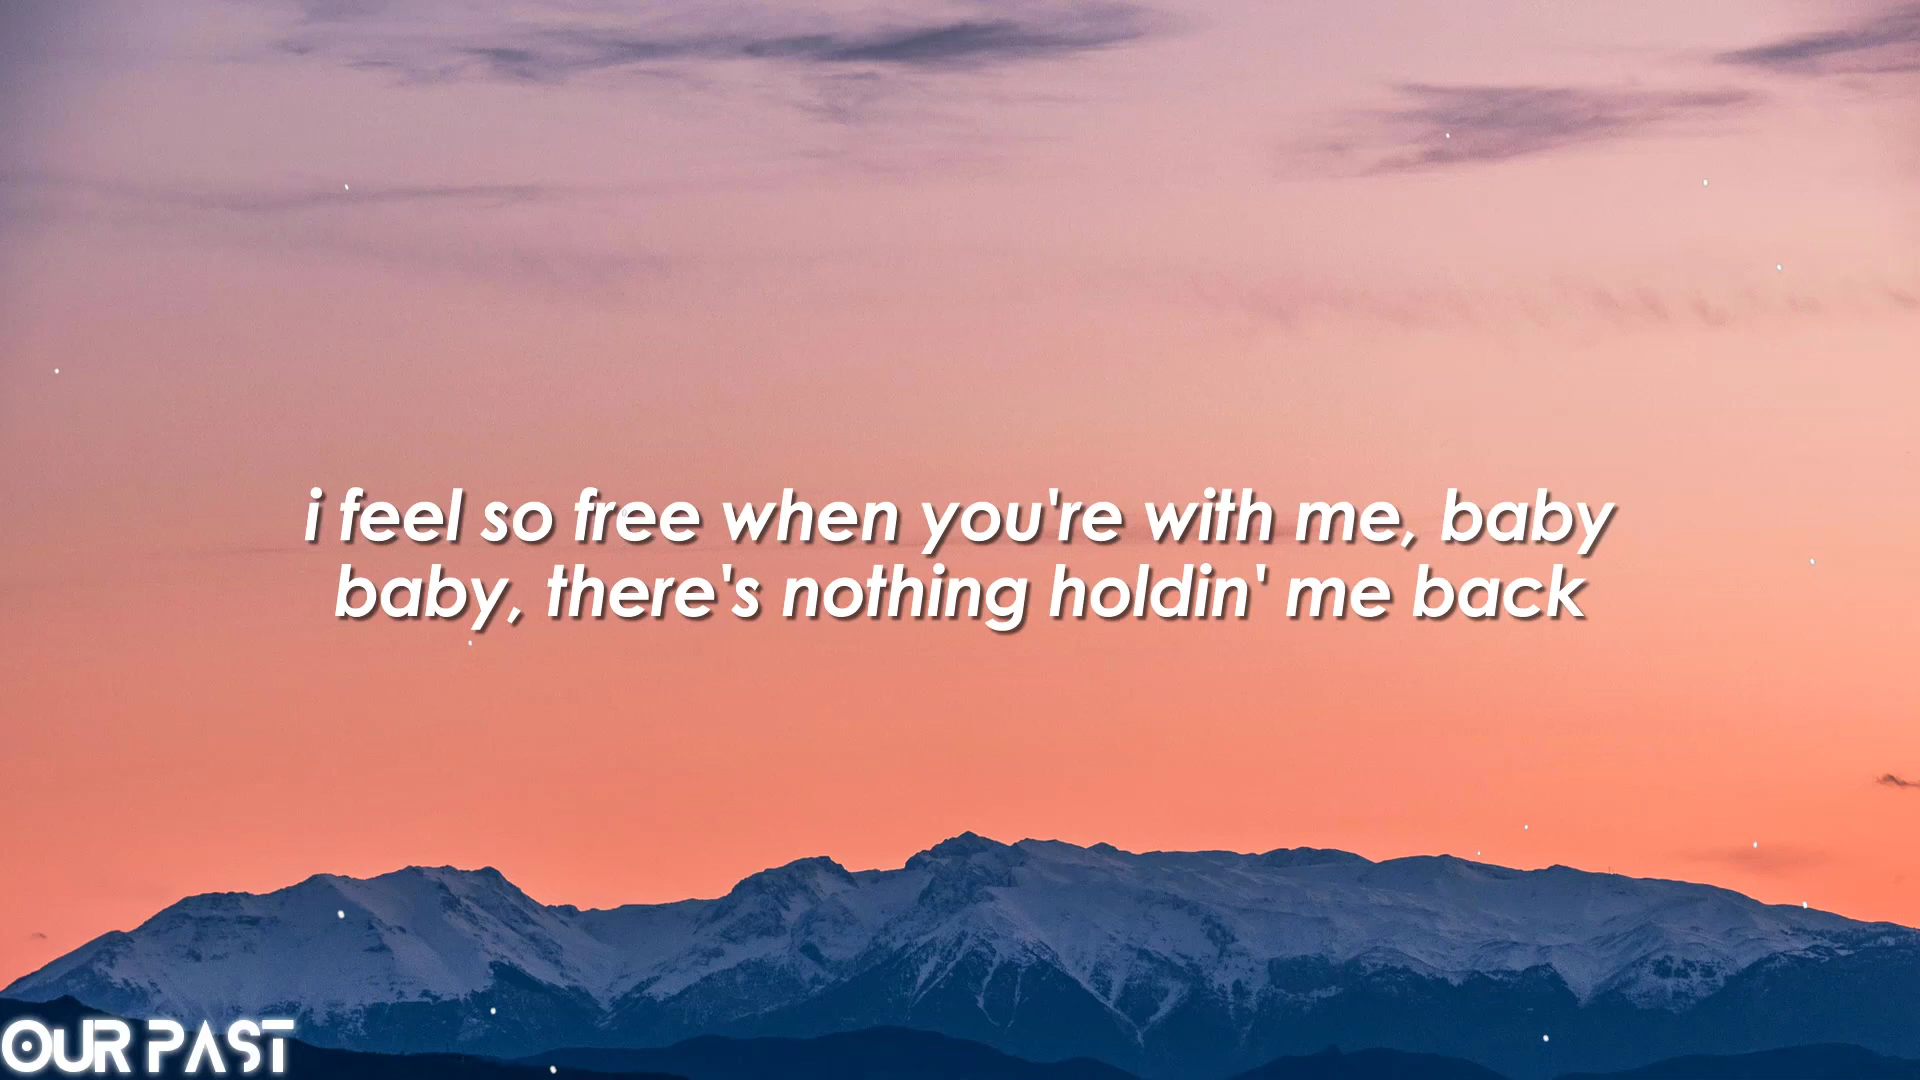 i feel so free when you're with me, baby
baby, there's nothing holdin' me back
OUR PAST